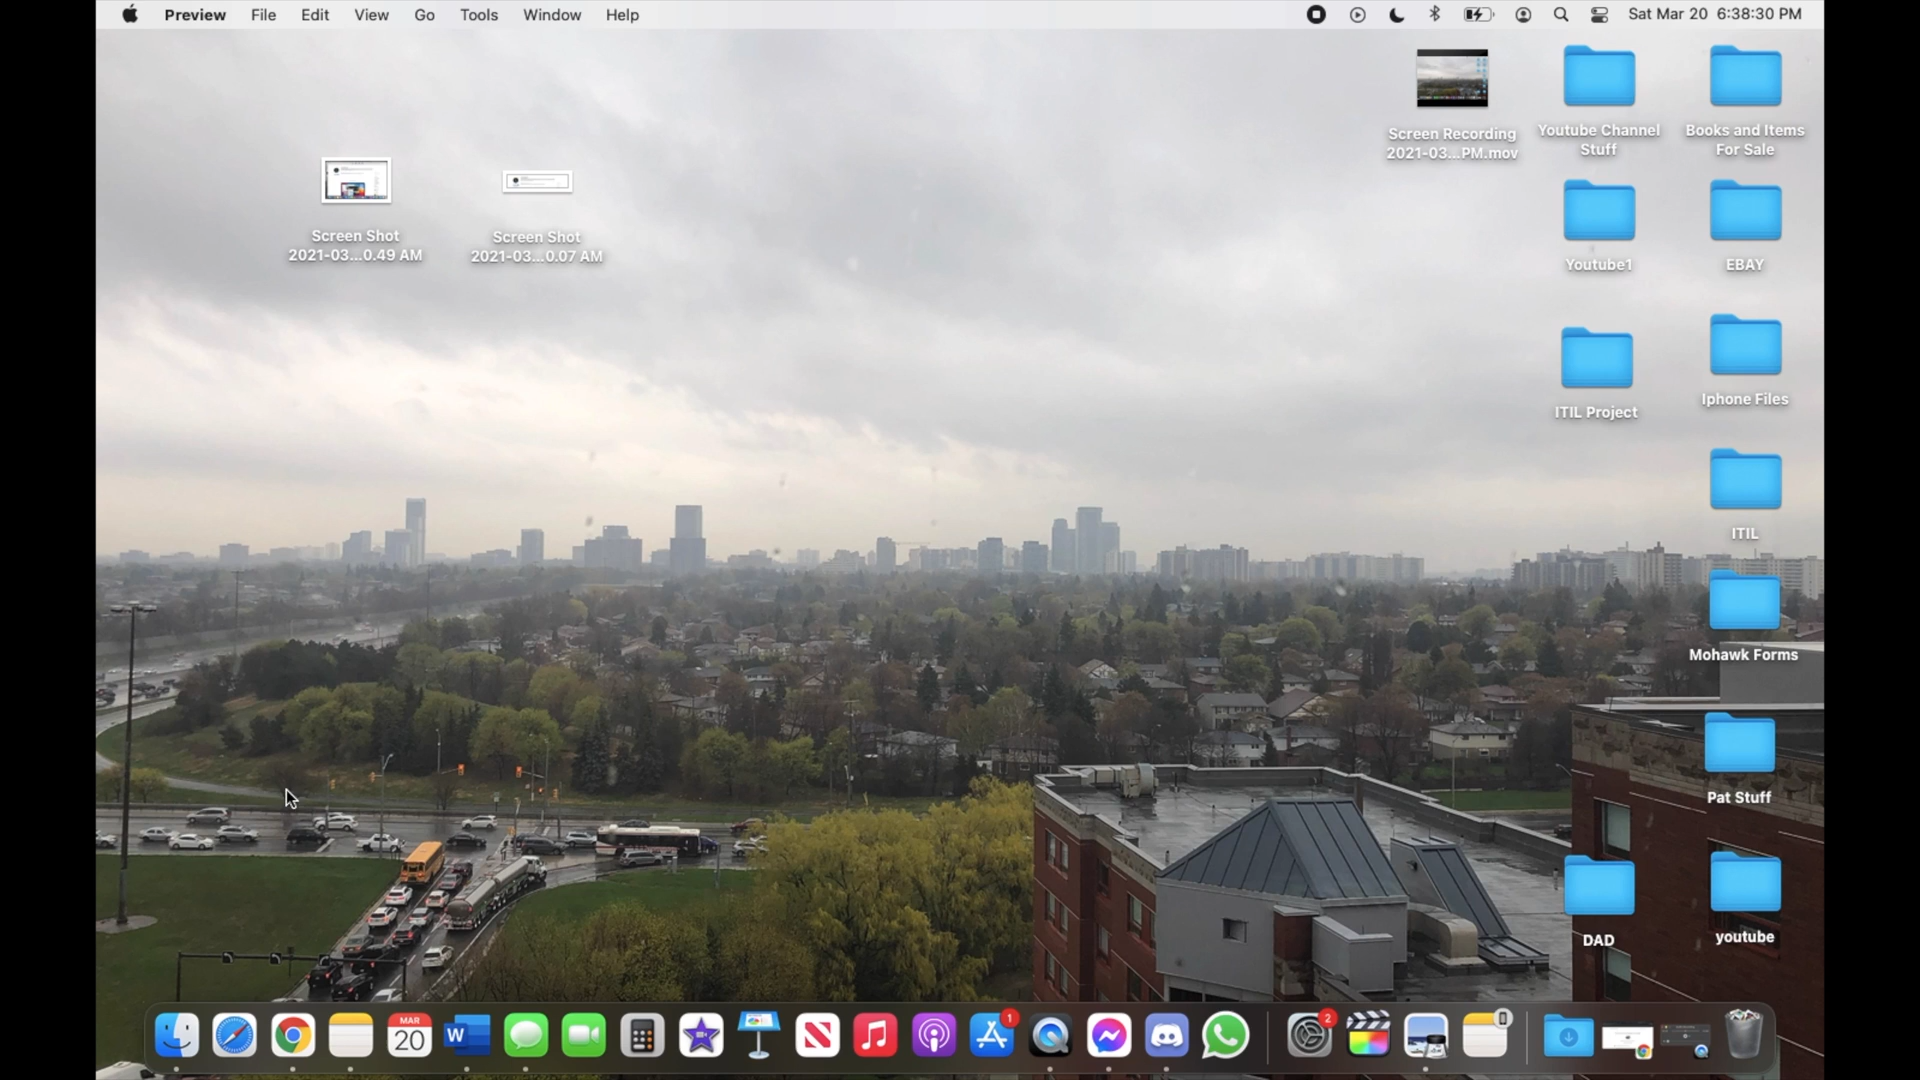 Preview File Edit View Go Tools Window Help Sat Mar 20 6:38:30 PM
Screen Recording
2021-03...PM.mov
Youtube Channel
Stuff
Books and Items
For Sale
Screen Shot
2021-03...0.49 AM
Screen Shot
2021-03...0.07 AM
Youtube1
EBAY
ITIL Project
Iphone Files
ITIL
Mohawk Forms
Pat Stuff
DAD
youtube
MAR
20
W
1
2